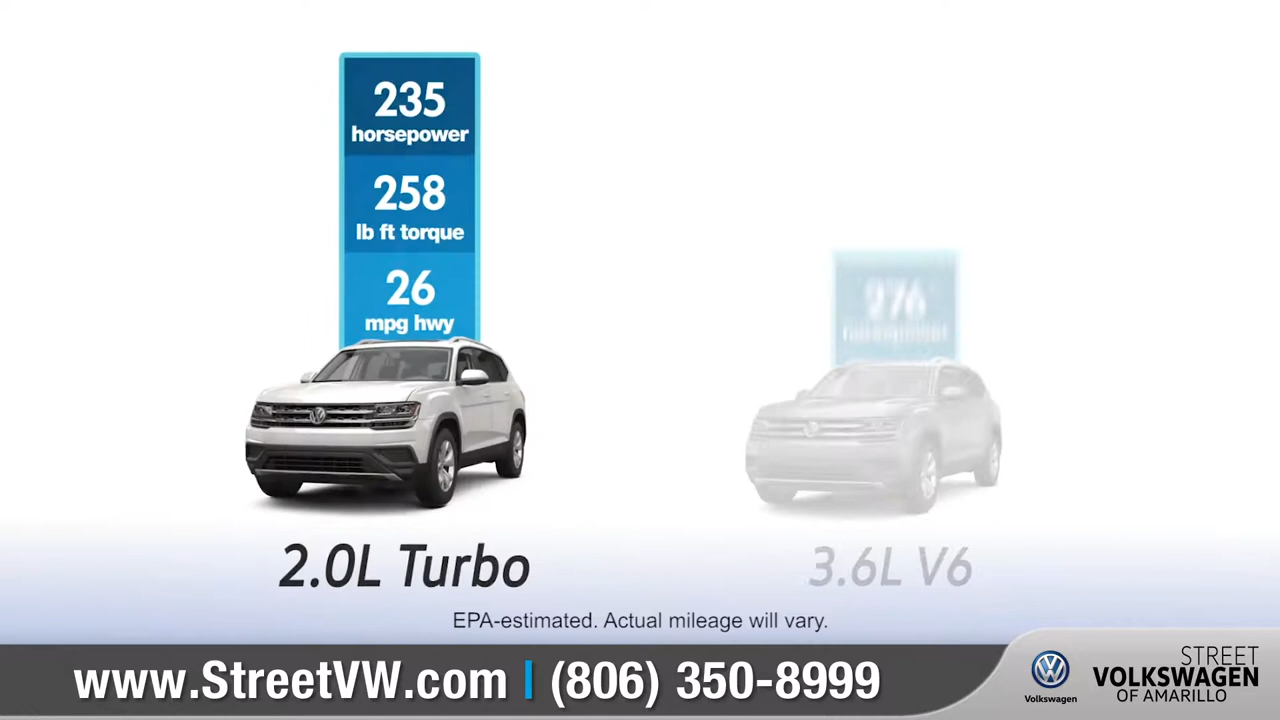 235
horsepower
258
lb ft torque
26
mpg hwy
276
2.0L Turbo
3.6L V6
EPA-estimated. Actual mileage will vary.
www.StreetVW.com | (806) 350-8999
Volkswagen
STREET
VOLKSWAGEN
OF AMARILLO